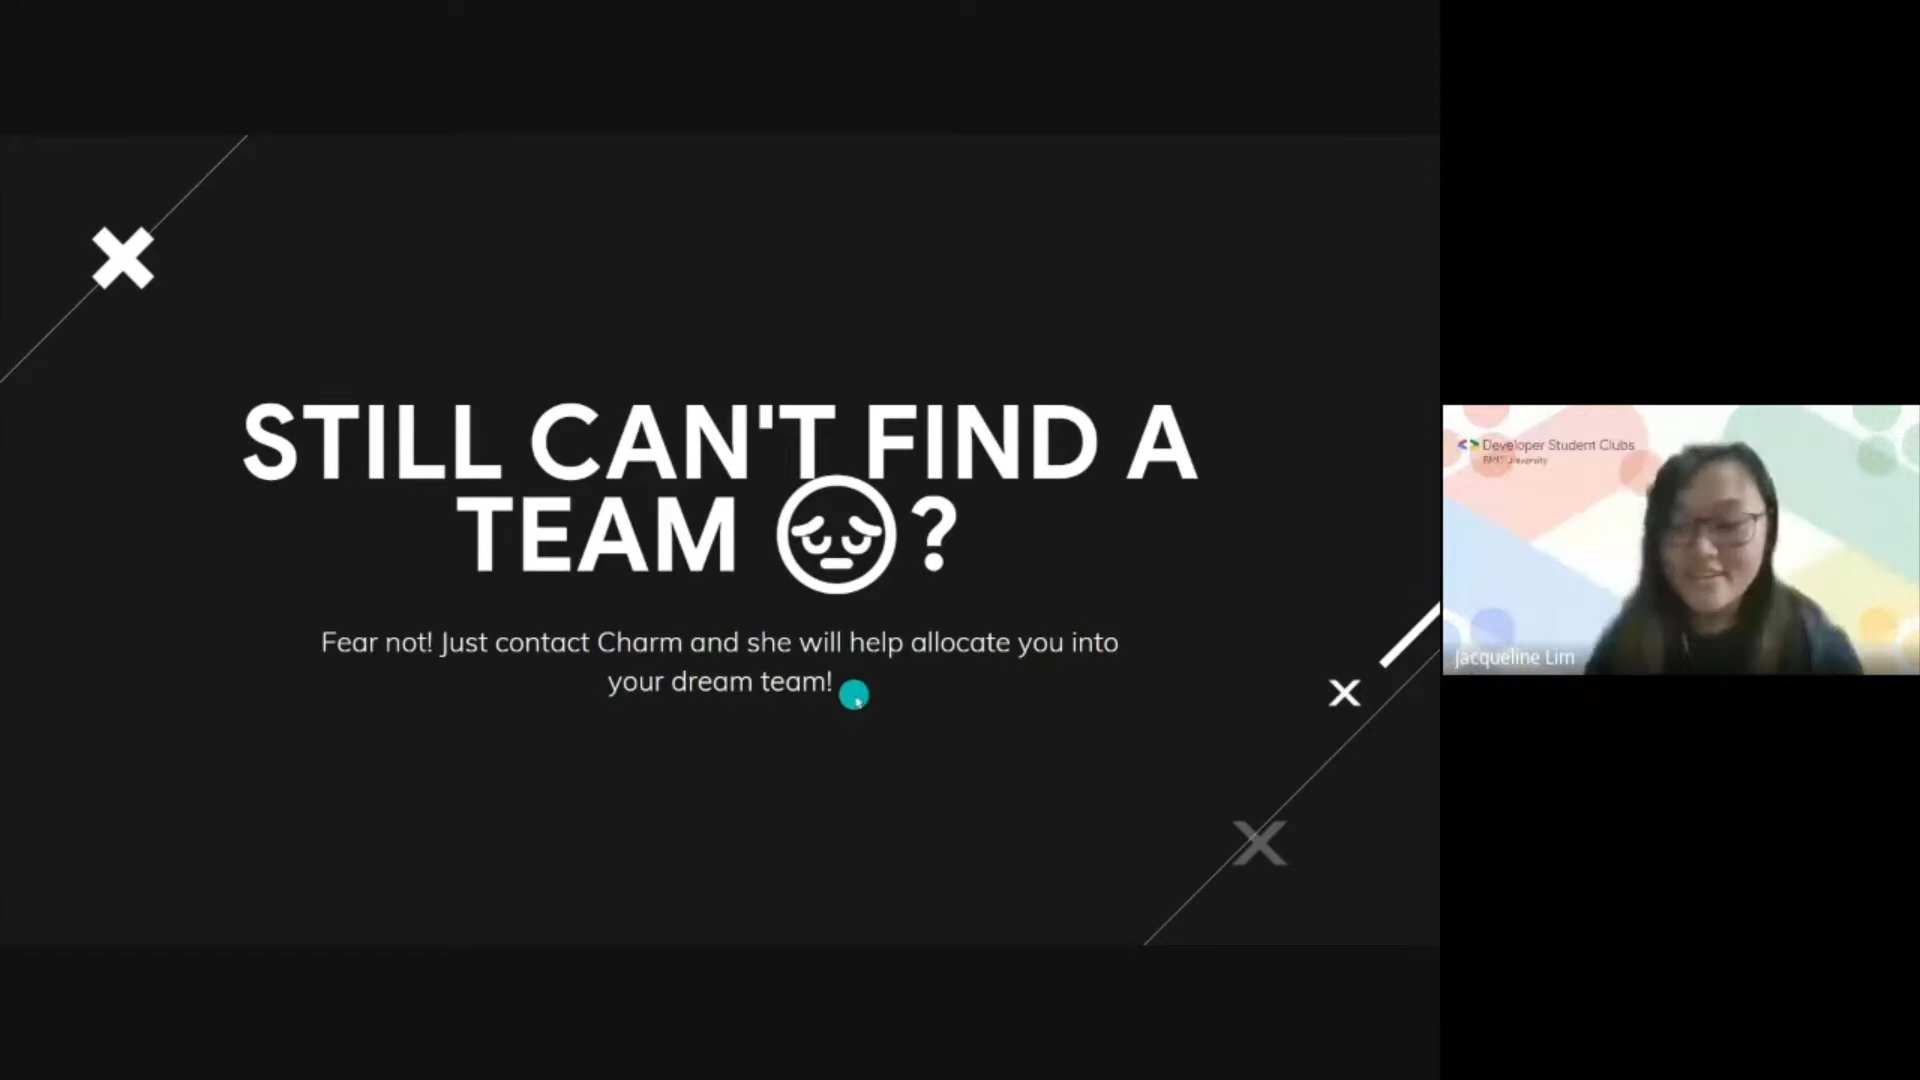 STILL CAN'T FIND A
TEAM 😔?
Fear not! Just contact Charm and she will help allocate you into
your dream team!
Developer Student Clubs
University
Jacqueline Lim